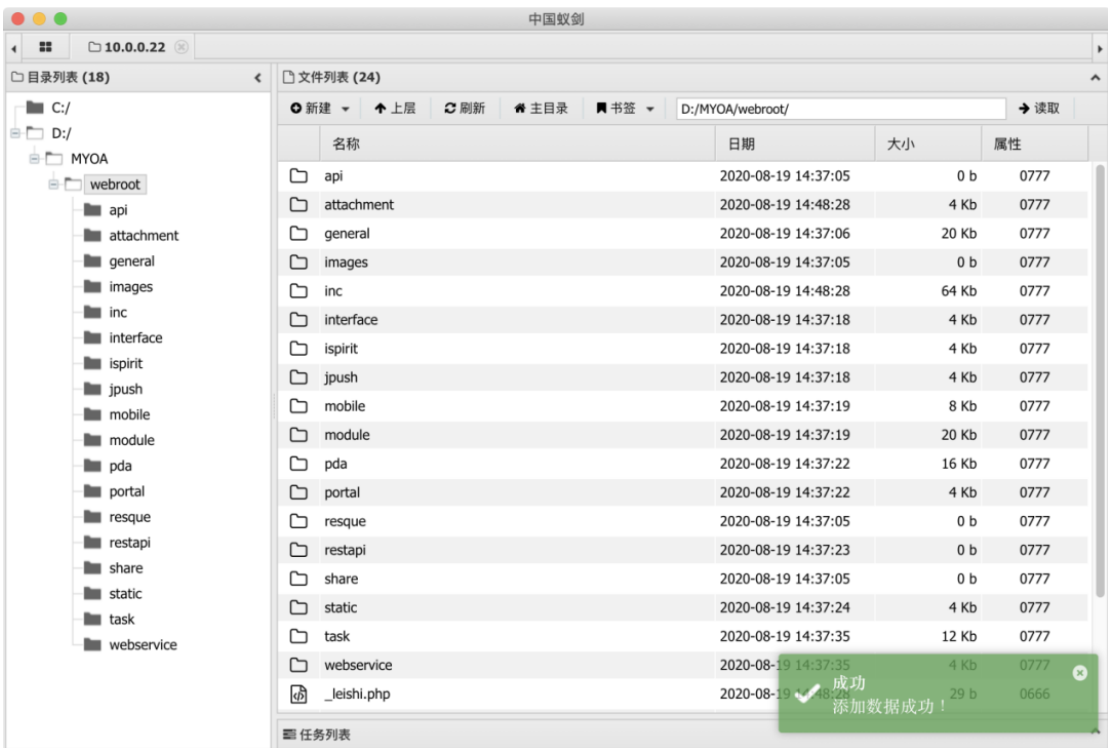 中国蚁剑
10.0.0.22
目录列表 (18)
文件列表 (24)
新建 上层 刷新 主目录 书签 D:/MYOA/webroot/ 读取
名称 日期 大小 属性
C:/
D:/
MYOA
webroot
api
attachment
general
images
inc
interface
ispirit
jpush
mobile
module
pda
portal
resque
restapi
share
static
task
webservice
api 2020-08-19 14:37:05 0 b 0777
attachment 2020-08-19 14:48:28 4 Kb 0777
general 2020-08-19 14:37:06 20 Kb 0777
images 2020-08-19 14:37:05 0 b 0777
inc 2020-08-19 14:48:28 64 Kb 0777
interface 2020-08-19 14:37:18 4 Kb 0777
ispirit 2020-08-19 14:37:18 4 Kb 0777
jpush 2020-08-19 14:37:18 4 Kb 0777
mobile 2020-08-19 14:37:19 8 Kb 0777
module 2020-08-19 14:37:19 20 Kb 0777
pda 2020-08-19 14:37:22 16 Kb 0777
portal 2020-08-19 14:37:22 4 Kb 0777
resque 2020-08-19 14:37:05 0 b 0777
restapi 2020-08-19 14:37:23 0 b 0777
share 2020-08-19 14:37:05 0 b 0777
static 2020-08-19 14:37:24 4 Kb 0777
task 2020-08-19 14:37:35 12 Kb 0777
webservice 2020-08-19 14:37:35 4 Kb 0777
_leishi.php 2020-08-19 14:48:28 29 b 0666
成功
添加数据成功！
任务列表